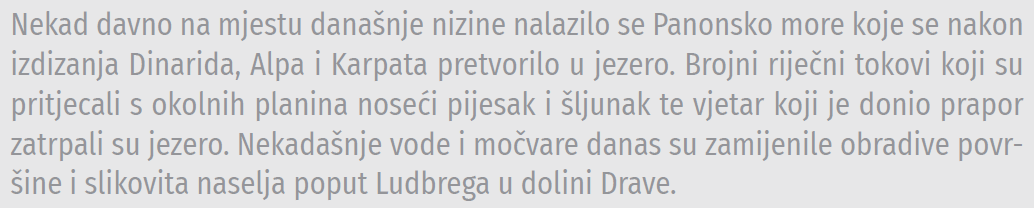 Nekad davno na mjestu današnje nizine nalazilo se Panonsko more koje se nakon
izdizanja Dinarida, Alpa i Karpata pretvorilo u jezero. Brojni riječni tokovi koji su
pritjecali s okolnih planina noseći pijesak i šljunak te vjetar koji je donio prapor
zatrpali su jezero. Nekadašnje vode i močvare danas su zamijenile obradive povr-
šine i slikovita naselja poput Ludbrega u dolini Drave.